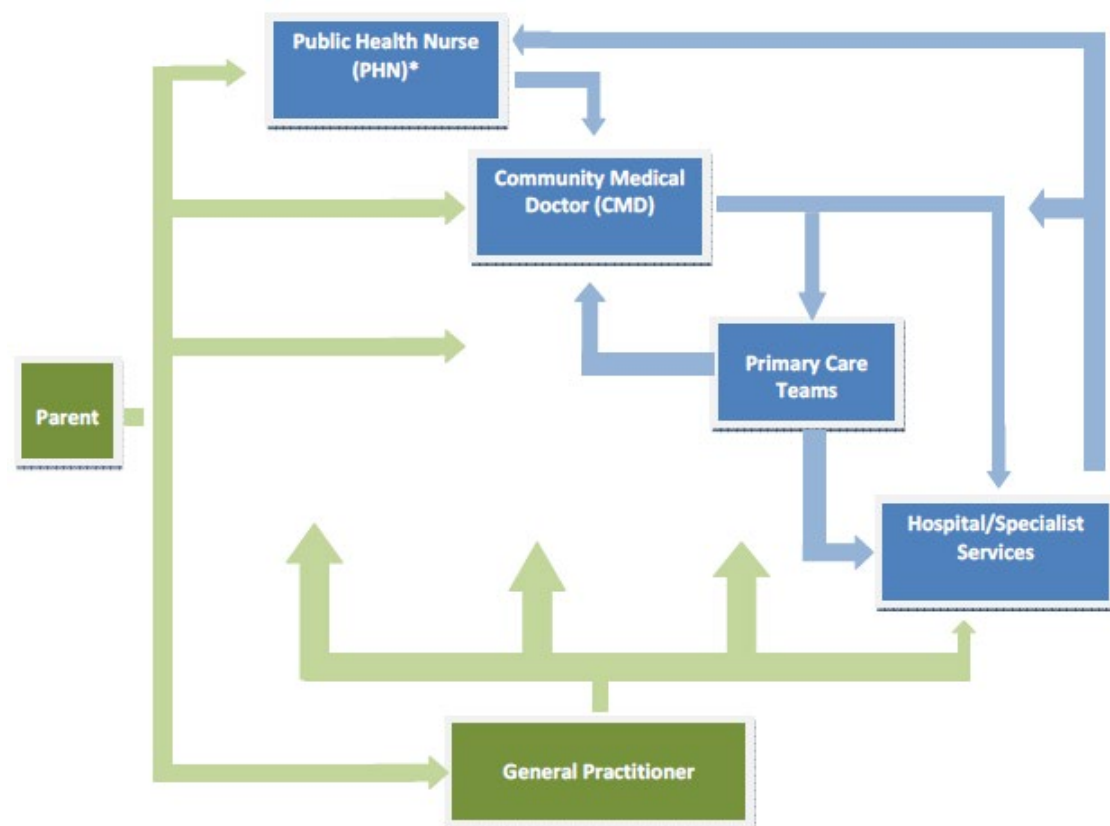 Public Health Nurse
(PHN)*
Community Medical
Doctor (CMD)
Primary Care
Teams
Parent
Hospital/Specialist
Services
General Practitioner